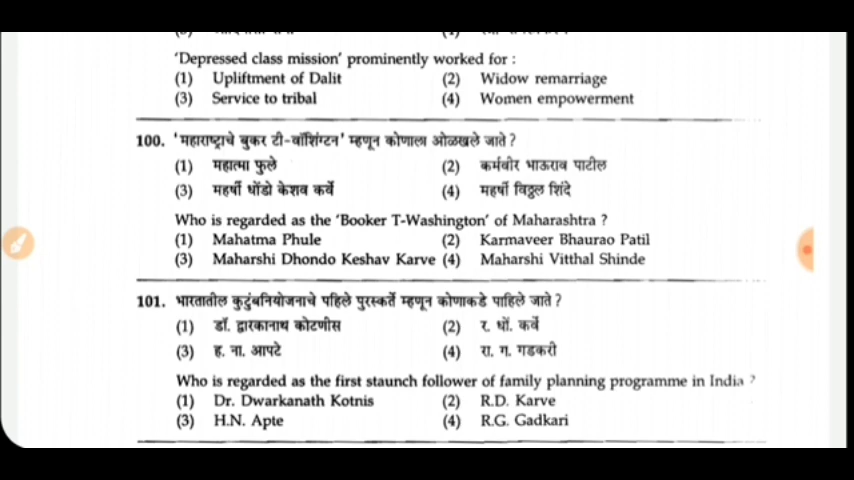 'Depressed class mission' prominently worked for :
(1) Upliftment of Dalit (2) Widow remarriage
(3) Service to tribal (4) Women empowerment
100. 'महाराष्ट्राचे बुकर टी-वॉशिंग्टन' म्हणून कोणाला ओळखले जाते ?
(1) महात्मा फुले (2) कर्मवीर भाऊराव पाटील
(3) महर्षी धोंडो केशव कर्वे (4) महर्षी विठ्ठल शिंदे
Who is regarded as the 'Booker T-Washington' of Maharashtra ?
(1) Mahatma Phule (2) Karmaveer Bhaurao Patil
(3) Maharshi Dhondo Keshav Karve (4) Maharshi Vitthal Shinde
101. भारतातील कुटुंबनियोजनाचे पहिले पुरस्कर्ते म्हणून कोणाकडे पाहिले जाते ?
(1) डॉ. द्वारकानाथ कोटणीस (2) र. धों. कर्वे
(3) ह. ना. आपटे (4) रा. ग. गडकरी
Who is regarded as the first staunch follower of family planning programme in India ?
(1) Dr. Dwarkanath Kotnis (2) R.D. Karve
(3) H.N. Apte (4) R.G. Gadkari